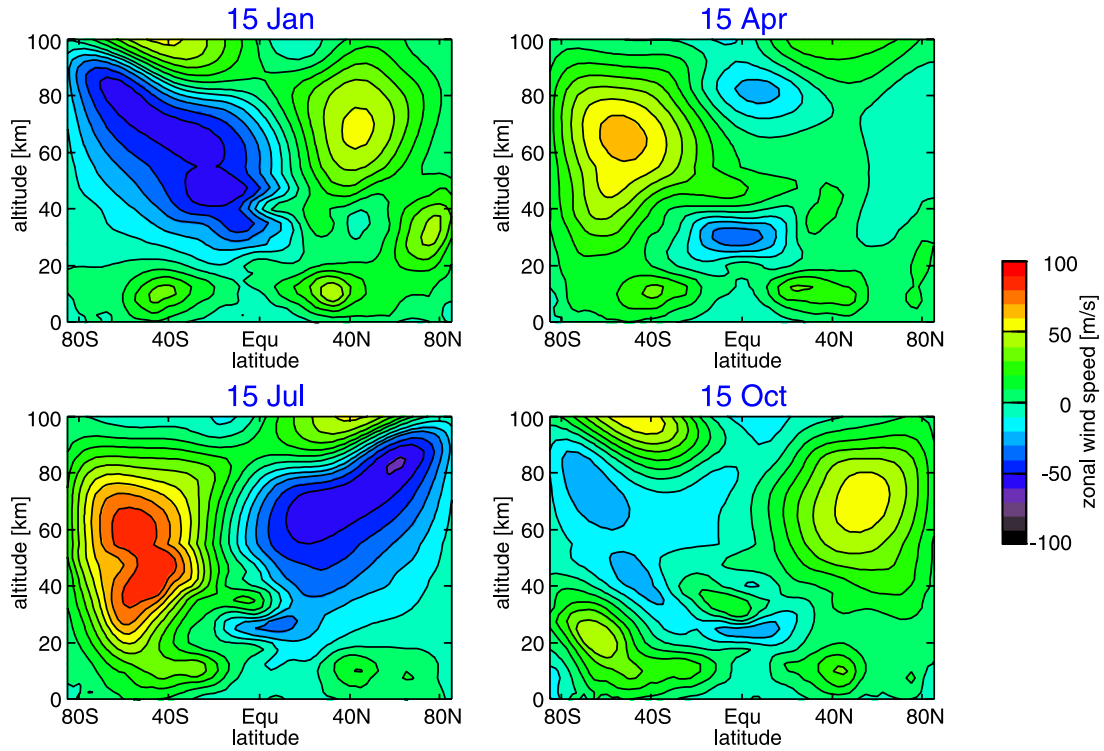 15 Jan
100
80
60
40
20
0
altitude [km]
80S 40S Equ 40N 80N
latitude
15 Apr
100
80
60
40
20
0
altitude [km]
80S 40S Equ 40N 80N
latitude
15 Jul
100
80
60
40
20
0
altitude [km]
80S 40S Equ 40N 80N
latitude
15 Oct
100
80
60
40
20
0
altitude [km]
80S 40S Equ 40N 80N
latitude
100
50
0
-50
-100
zonal wind speed [m/s]